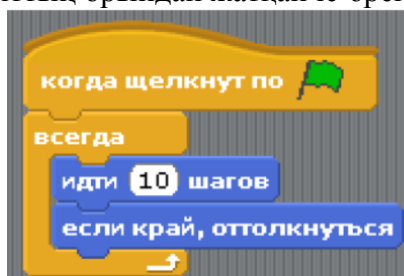 когда щелкнут по
всегда
идти 10 шагов
если край, оттолкнуться